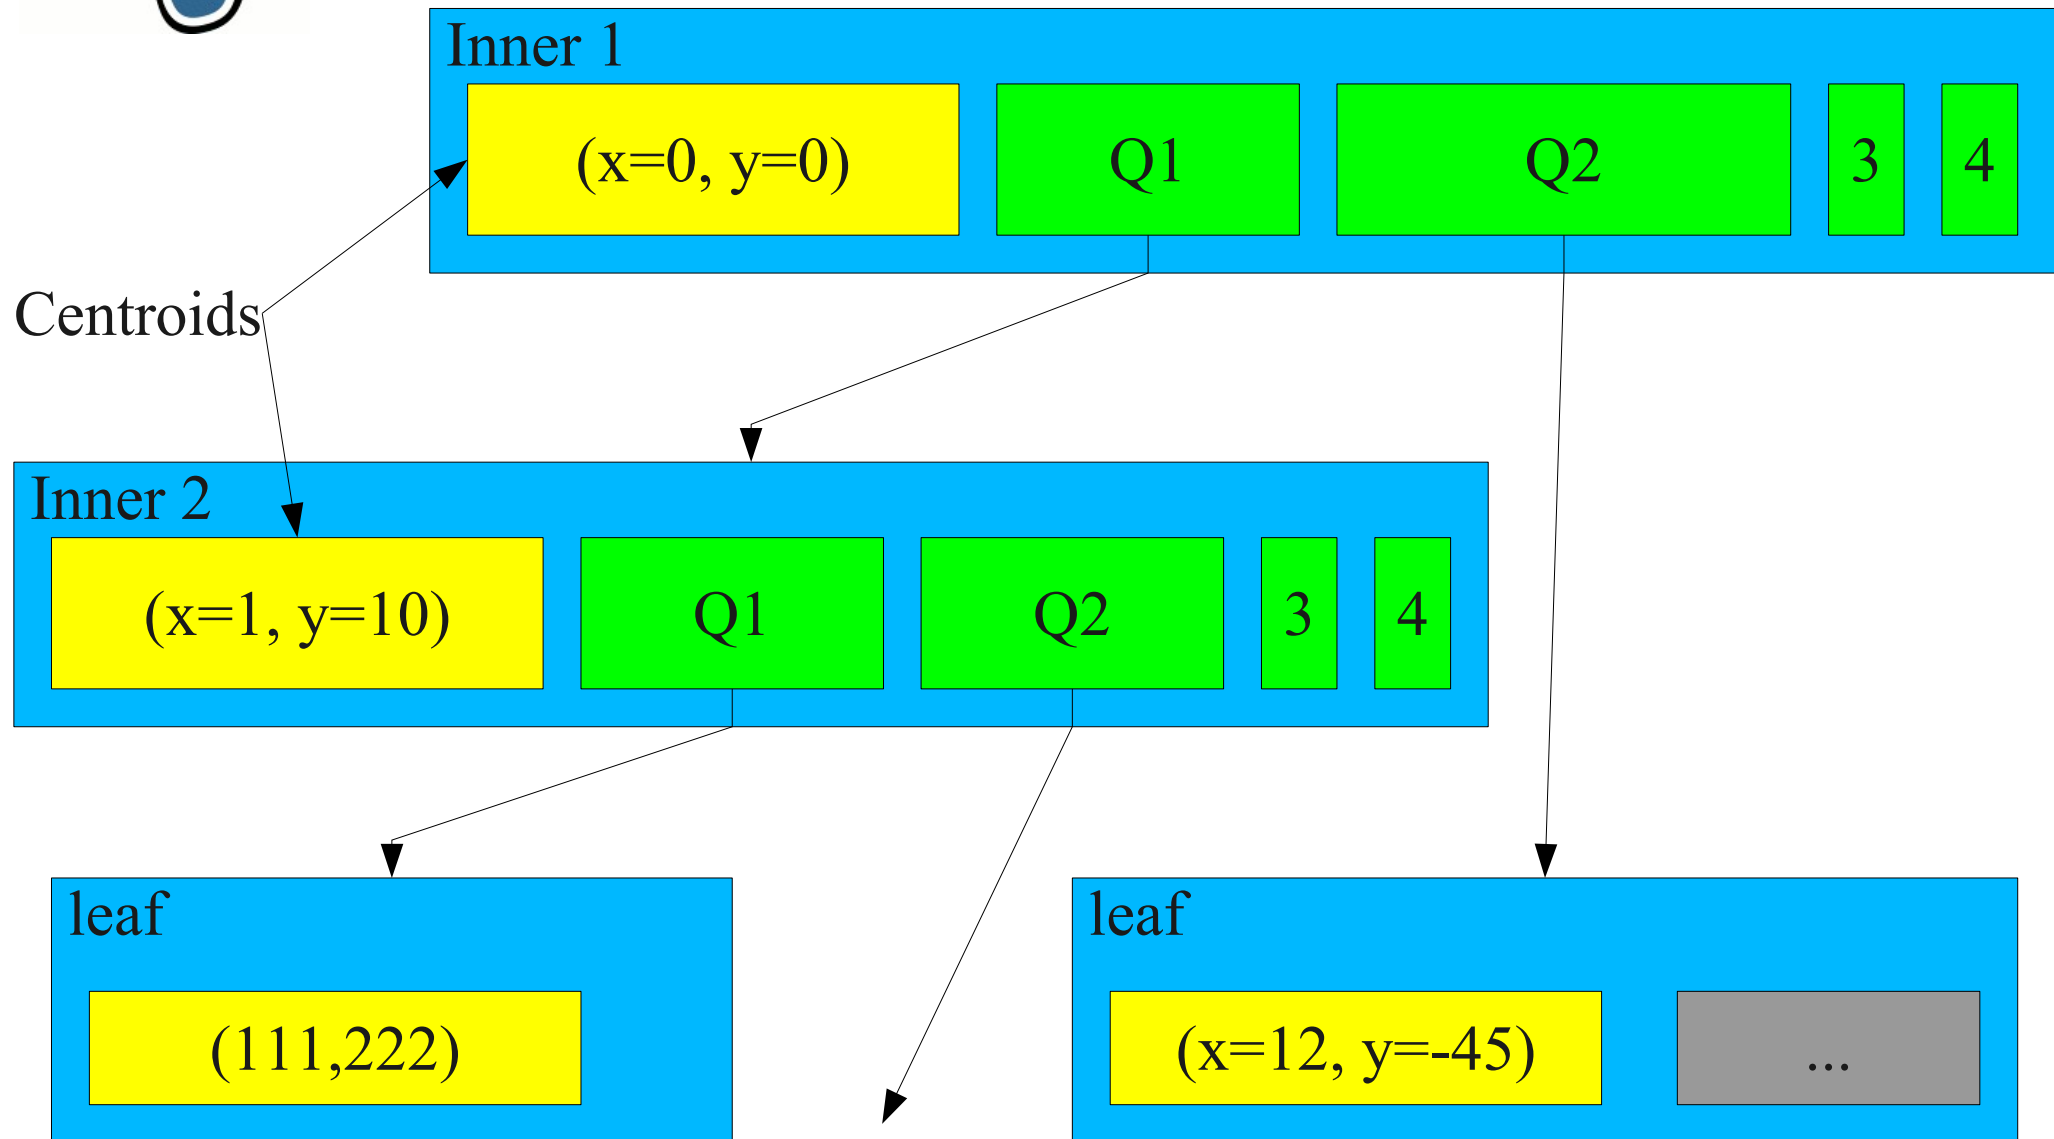 Inner 1
(x=0, y=0) Q1 Q2 3 4
Centroids
Inner 2
(x=1, y=10) Q1 Q2 3 4
leaf leaf
(111,222) (x=12, y=-45) ...